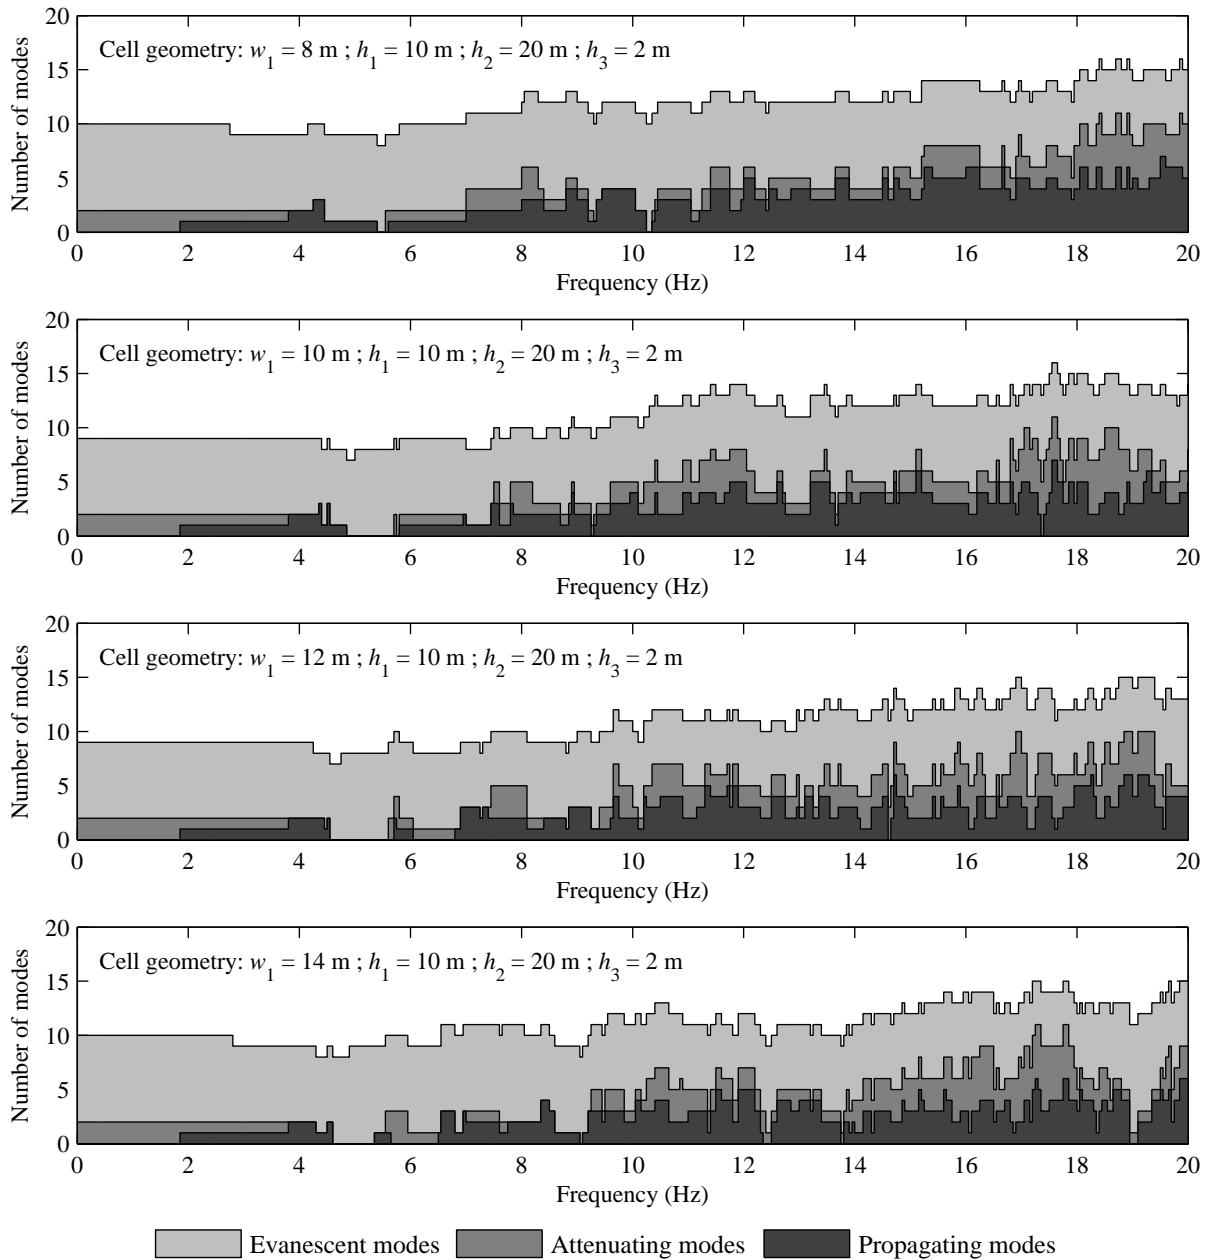 20
15
10
5
0
Number of modes
Cell geometry: w1 = 8 m ; h1 = 10 m ; h2 = 20 m ; h3 = 2 m
0 2 4 6 8 10 12 14 16 18 20
Frequency (Hz)
20
15
10
5
0
Number of modes
Cell geometry: w1 = 10 m ; h1 = 10 m ; h2 = 20 m ; h3 = 2 m
0 2 4 6 8 10 12 14 16 18 20
Frequency (Hz)
20
15
10
5
0
Number of modes
Cell geometry: w1 = 12 m ; h1 = 10 m ; h2 = 20 m ; h3 = 2 m
0 2 4 6 8 10 12 14 16 18 20
Frequency (Hz)
20
15
10
5
0
Number of modes
Cell geometry: w1 = 14 m ; h1 = 10 m ; h2 = 20 m ; h3 = 2 m
0 2 4 6 8 10 12 14 16 18 20
Frequency (Hz)
Evanescent modes Attenuating modes Propagating modes